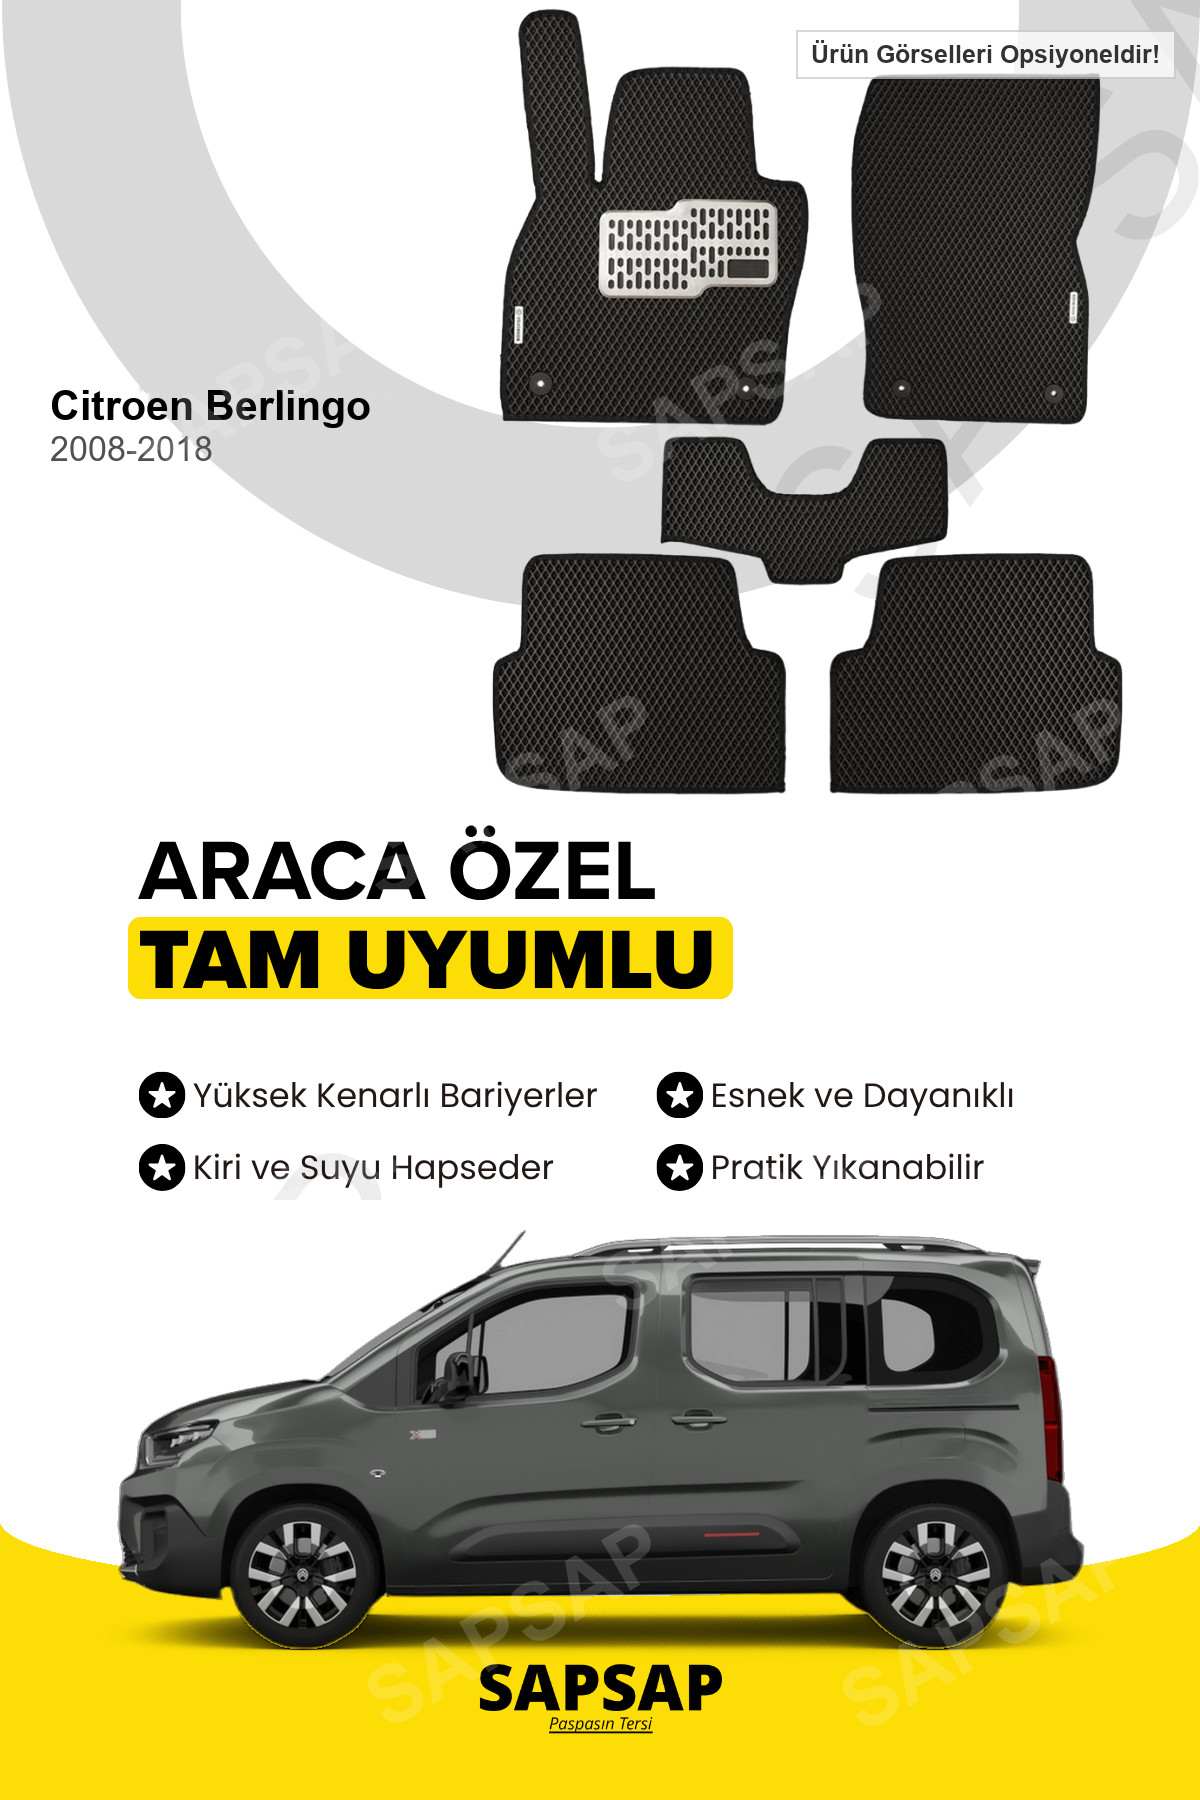 Ürün Görselleri Opsiyoneldir!
Citroen Berlingo
2008-2018
ARACA ÖZEL
TAM UYUMLU
Yüksek Kenarlı Bariyerler
Esnek ve Dayanıklı
Kiri ve Suyu Hapseder
Pratik Yıkanabilir
SAPSAP
Paspasın Tersi